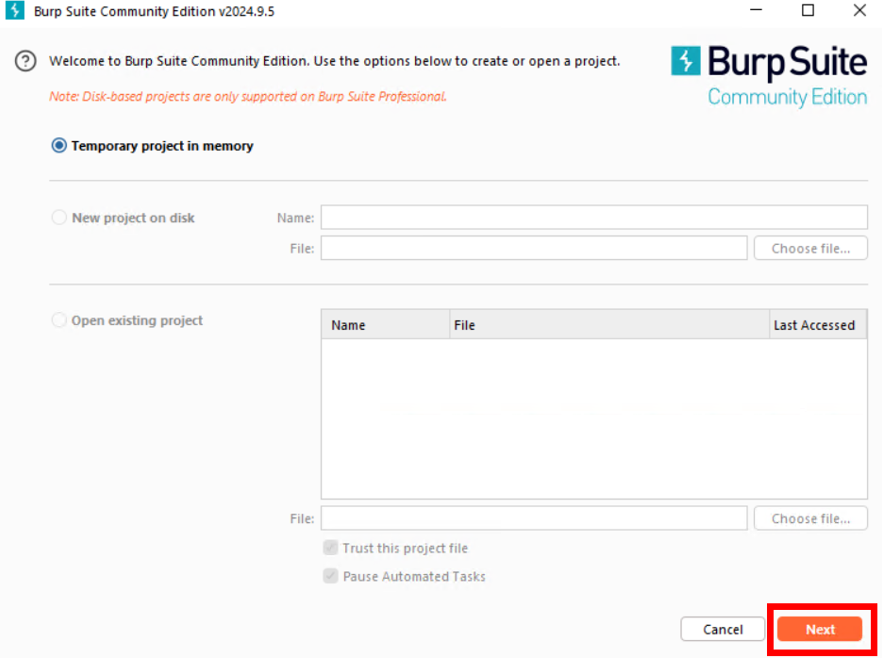 Burp Suite Community Edition v2024.9.5
Welcome to Burp Suite Community Edition. Use the options below to create or open a project.
Burp Suite
Community Edition
Note: Disk-based projects are only supported on Burp Suite Professional.
Temporary project in memory
New project on disk
Name:
File:
Choose file...
Open existing project
Name File Last Accessed
File:
Choose file...
Trust this project file
Pause Automated Tasks
Cancel
Next